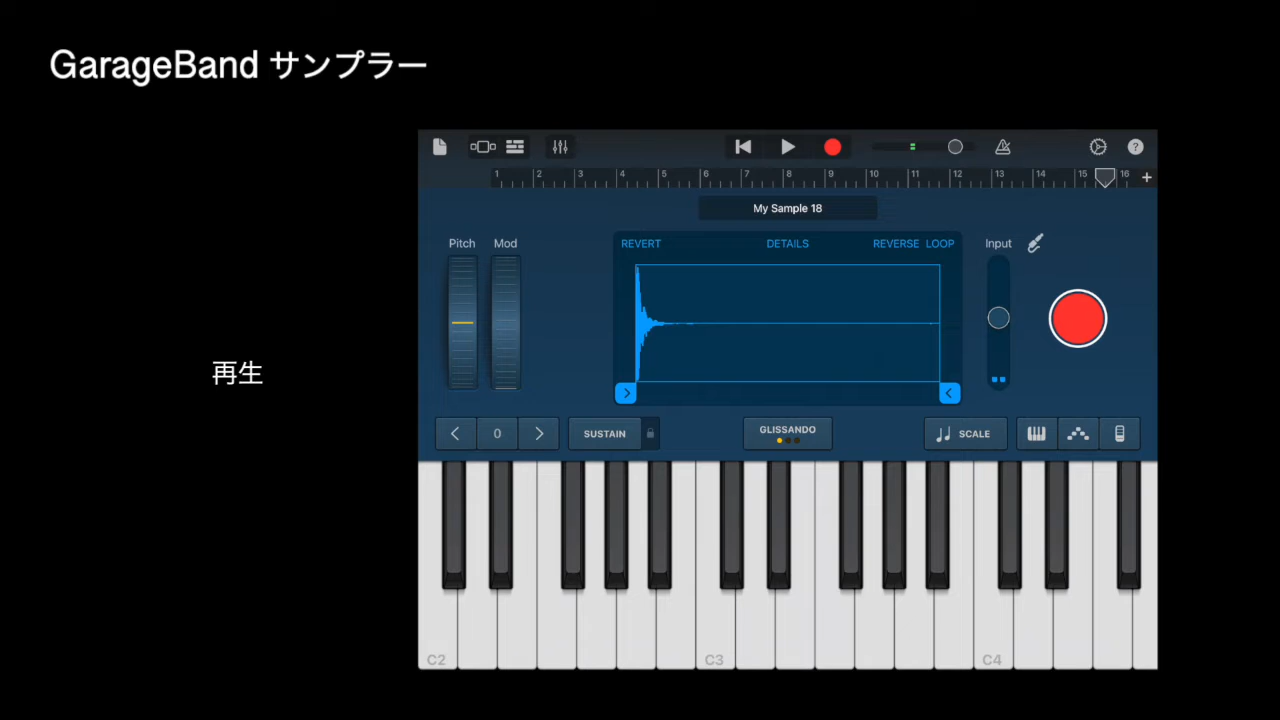 GarageBand サンプラー
1 2 3 4 5 6 7 8 9 10 11 12 13 14 15 16 +
My Sample 18
Pitch Mod
REVERT DETAILS REVERSE LOOP
Input
再生
0 SUSTAIN GLISSANDO SCALE
C2 C3 C4